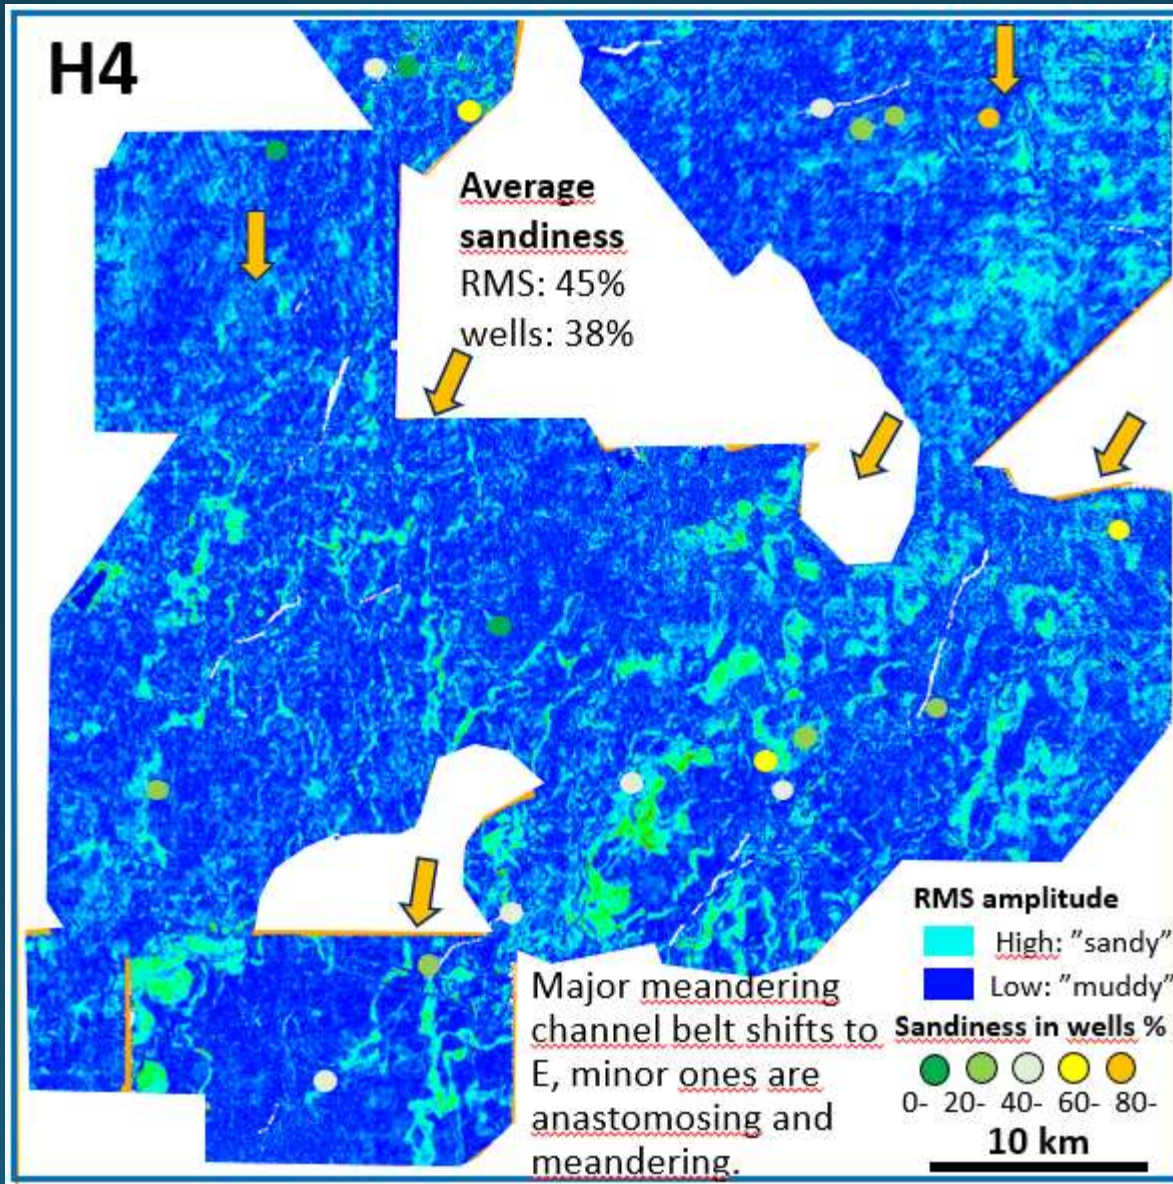 H4
Average
sandiness
RMS: 45%
wells: 38%
Major meandering
channel belt shifts to
E, minor ones are
anastomosing and
meandering.
RMS amplitude
High: ”sandy”
Low: ”muddy”
Sandiness in wells %
0- 20- 40- 60- 80-
10 km